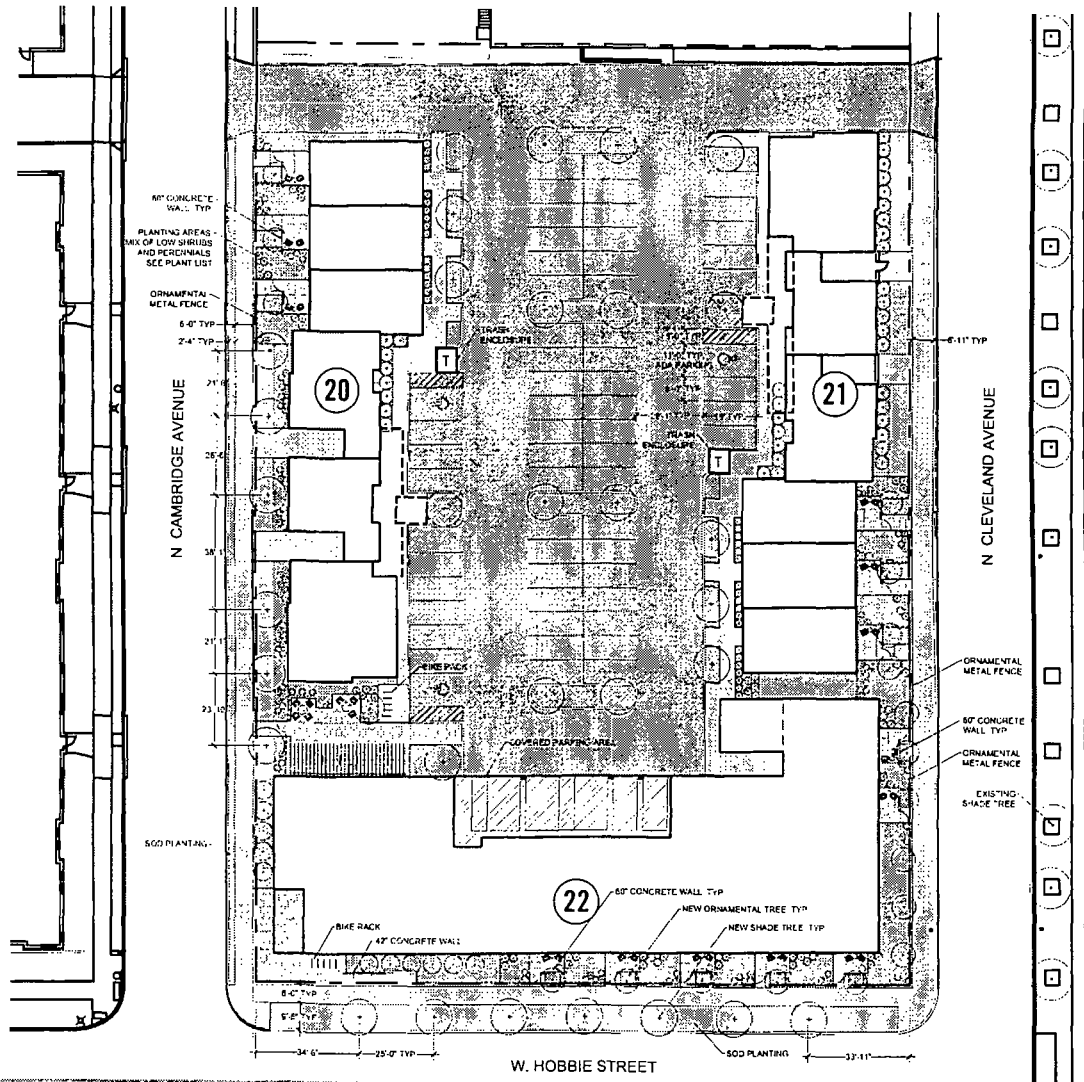 60" CONCRETE
WALL TYP
PLANTING AREAS
MIX OF LOW SHRUBS
AND PERENNIALS
SEE PLANT LIST
ORNAMENTAL
METAL FENCE
6'-0" TYP
2'-4" TYP
N CAMBRIDGE AVENUE
20
TRASH
ENCLOSURE
T
ADA PARKING
TRASH
ENCLOSURE
T
21
6'-11" TYP
N CLEVELAND AVENUE
BIKE RACK
COVERED PARKING AREA
ORNAMENTAL
METAL FENCE
60" CONCRETE
WALL TYP
ORNAMENTAL
METAL FENCE
EXISTING
SHADE TREE
SOD PLANTING
22
60" CONCRETE WALL TYP
NEW ORNAMENTAL TREE TYP
NEW SHADE TREE TYP
BIKE RACK
42" CONCRETE WALL
34'6"
25'-0" TYP
SOD PLANTING
33'-11"
W. HOBBIE STREET